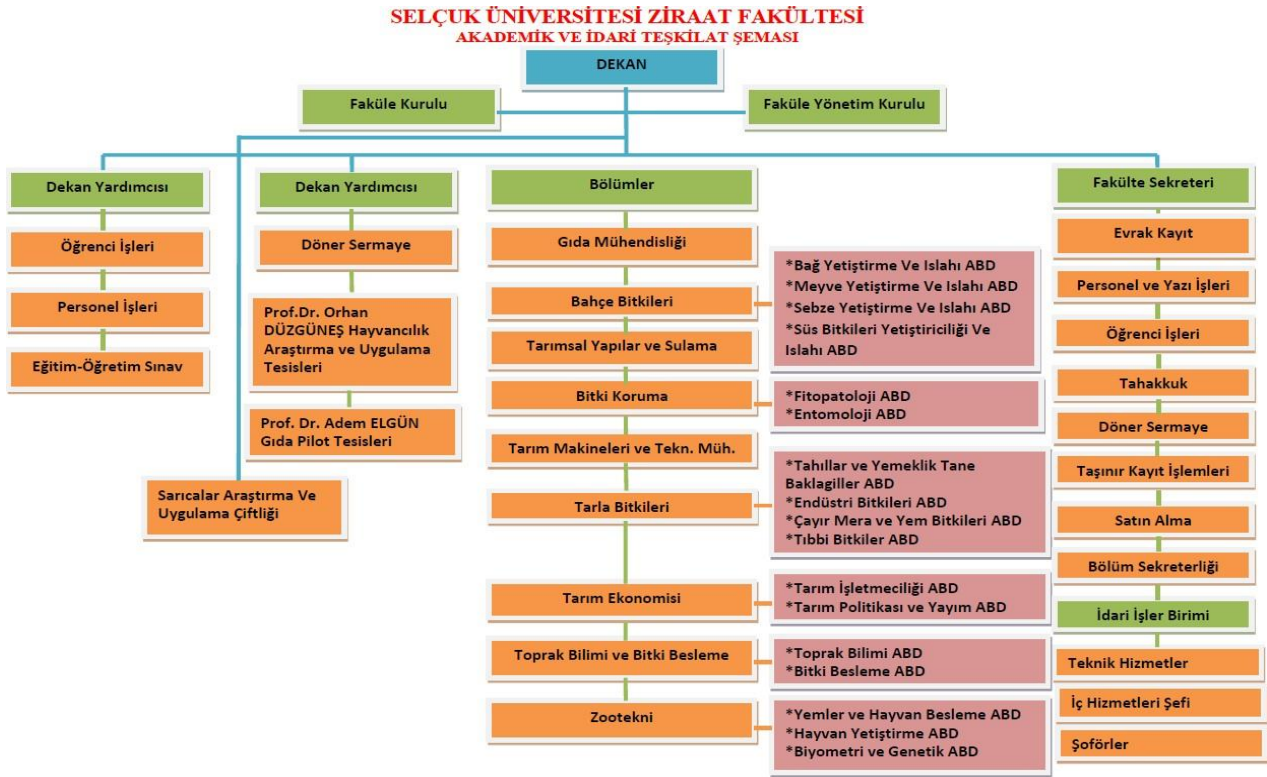 SELÇUK ÜNİVERSİTESİ ZİRAAT FAKÜLTESİ
AKADEMİK VE İDARİ TEŞKİLAT ŞEMASI
DEKAN
Faküle Kurulu
Faküle Yönetim Kurulu
Dekan Yardımcısı
Öğrenci İşleri
Personel İşleri
Eğitim-Öğretim Sınav
Dekan Yardımcısı
Döner Sermaye
Prof.Dr. Orhan
DÜZGÜNEŞ Hayvancılık
Araştırma ve Uygulama
Tesisleri
Prof. Dr. Adem ELGÜN
Gıda Pilot Tesisleri
Sarıcalar Araştırma Ve
Uygulama Çiftliği
Bölümler
Gıda Mühendisliği
Bahçe Bitkileri
*Bağ Yetiştirme Ve Islahı ABD
*Meyve Yetiştirme Ve Islahı ABD
*Sebze Yetiştirme Ve Islahı ABD
*Süs Bitkileri Yetiştiriciliği Ve
Islahı ABD
Tarımsal Yapılar ve Sulama
Bitki Koruma
*Fitopatoloji ABD
*Entomoloji ABD
Tarım Makineleri ve Tekn. Müh.
Tarla Bitkileri
*Tahıllar ve Yemeklik Tane
Baklagiller ABD
*Endüstri Bitkileri ABD
*Çayır Mera ve Yem Bitkileri ABD
*Tıbbi Bitkiler ABD
Tarım Ekonomisi
*Tarım İşletmeciliği ABD
*Tarım Politikası ve Yayım ABD
Toprak Bilimi ve Bitki Besleme
*Toprak Bilimi ABD
*Bitki Besleme ABD
Zootekni
*Yemler ve Hayvan Besleme ABD
*Hayvan Yetiştirme ABD
*Biyometri ve Genetik ABD
Fakülte Sekreteri
Evrak Kayıt
Personel ve Yazı İşleri
Öğrenci İşleri
Tahakkuk
Döner Sermaye
Taşınır Kayıt İşlemleri
Satın Alma
Bölüm Sekreterliği
İdari İşler Birimi
Teknik Hizmetler
İç Hizmetleri Şefi
Şoförler